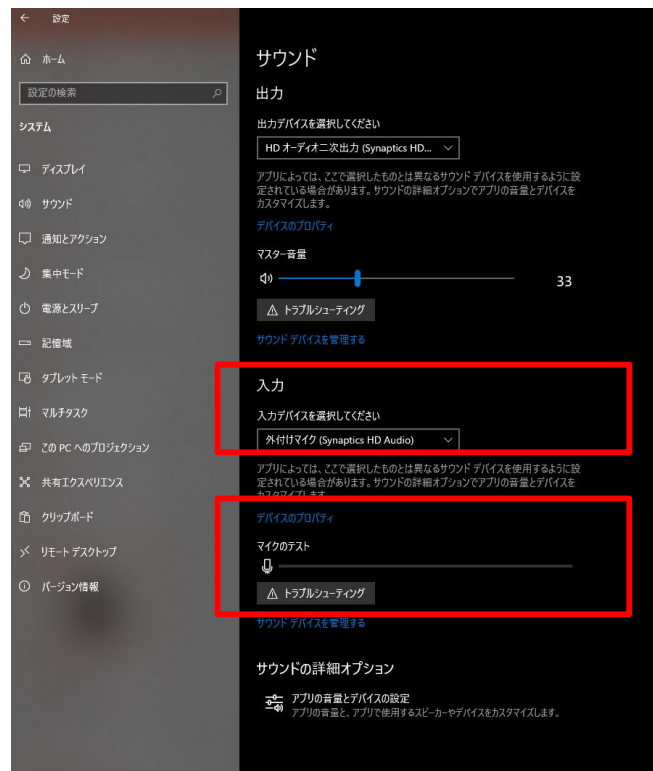 設定
ホーム
設定の検索
システム
ディスプレイ
サウンド
通知とアクション
集中モード
電源とスリープ
記憶域
タブレット モード
マルチタスク
この PC へのプロジェクション
共有エクスペリエンス
クリップボード
リモート デスクトップ
バージョン情報
サウンド
出力
出力デバイスを選択してください
HD オーディオ二次出力 (Synaptics HD...
アプリによっては、ここで選択したものとは異なるサウンド デバイスを使用するように設
定されている場合があります。サウンドの詳細オプションでアプリの音量とデバイスを
カスタマイズします。
デバイスのプロパティ
マスター音量
33
トラブルシューティング
サウンド デバイスを管理する
入力
入力デバイスを選択してください
外付けマイク (Synaptics HD Audio)
アプリによっては、ここで選択したものとは異なるサウンド デバイスを使用するように設
定されている場合があります。サウンドの詳細オプションでアプリの音量とデバイスを
カスタマイズします。
デバイスのプロパティ
マイクのテスト
トラブルシューティング
サウンド デバイスを管理する
サウンドの詳細オプション
アプリの音量とデバイスの設定
アプリの音量と、アプリで使用するスピーカーやデバイスをカスタマイズします。